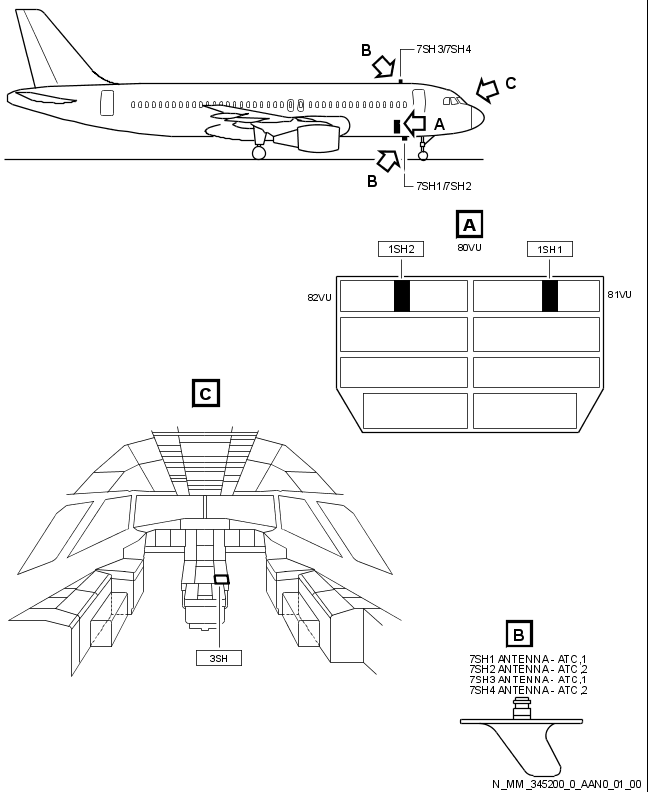 B
7SH3/7SH4
C
A
B
7SH1/7SH2
A
1SH2
80VU
1SH1
82VU
81VU
C
3SH
B
7SH1 ANTENNA - ATC,1
7SH2 ANTENNA - ATC,2
7SH3 ANTENNA - ATC,1
7SH4 ANTENNA - ATC,2
N_MM_345200_0_AAN0_01_00